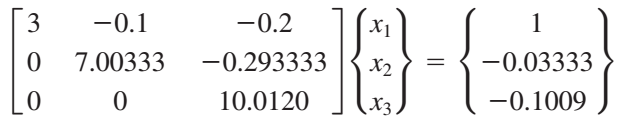 3 −0.1 −0.2 x₁ 1
0 7.00333 −0.293333 x₂ = −0.03333
0 0 10.0120 x₃ −0.1009